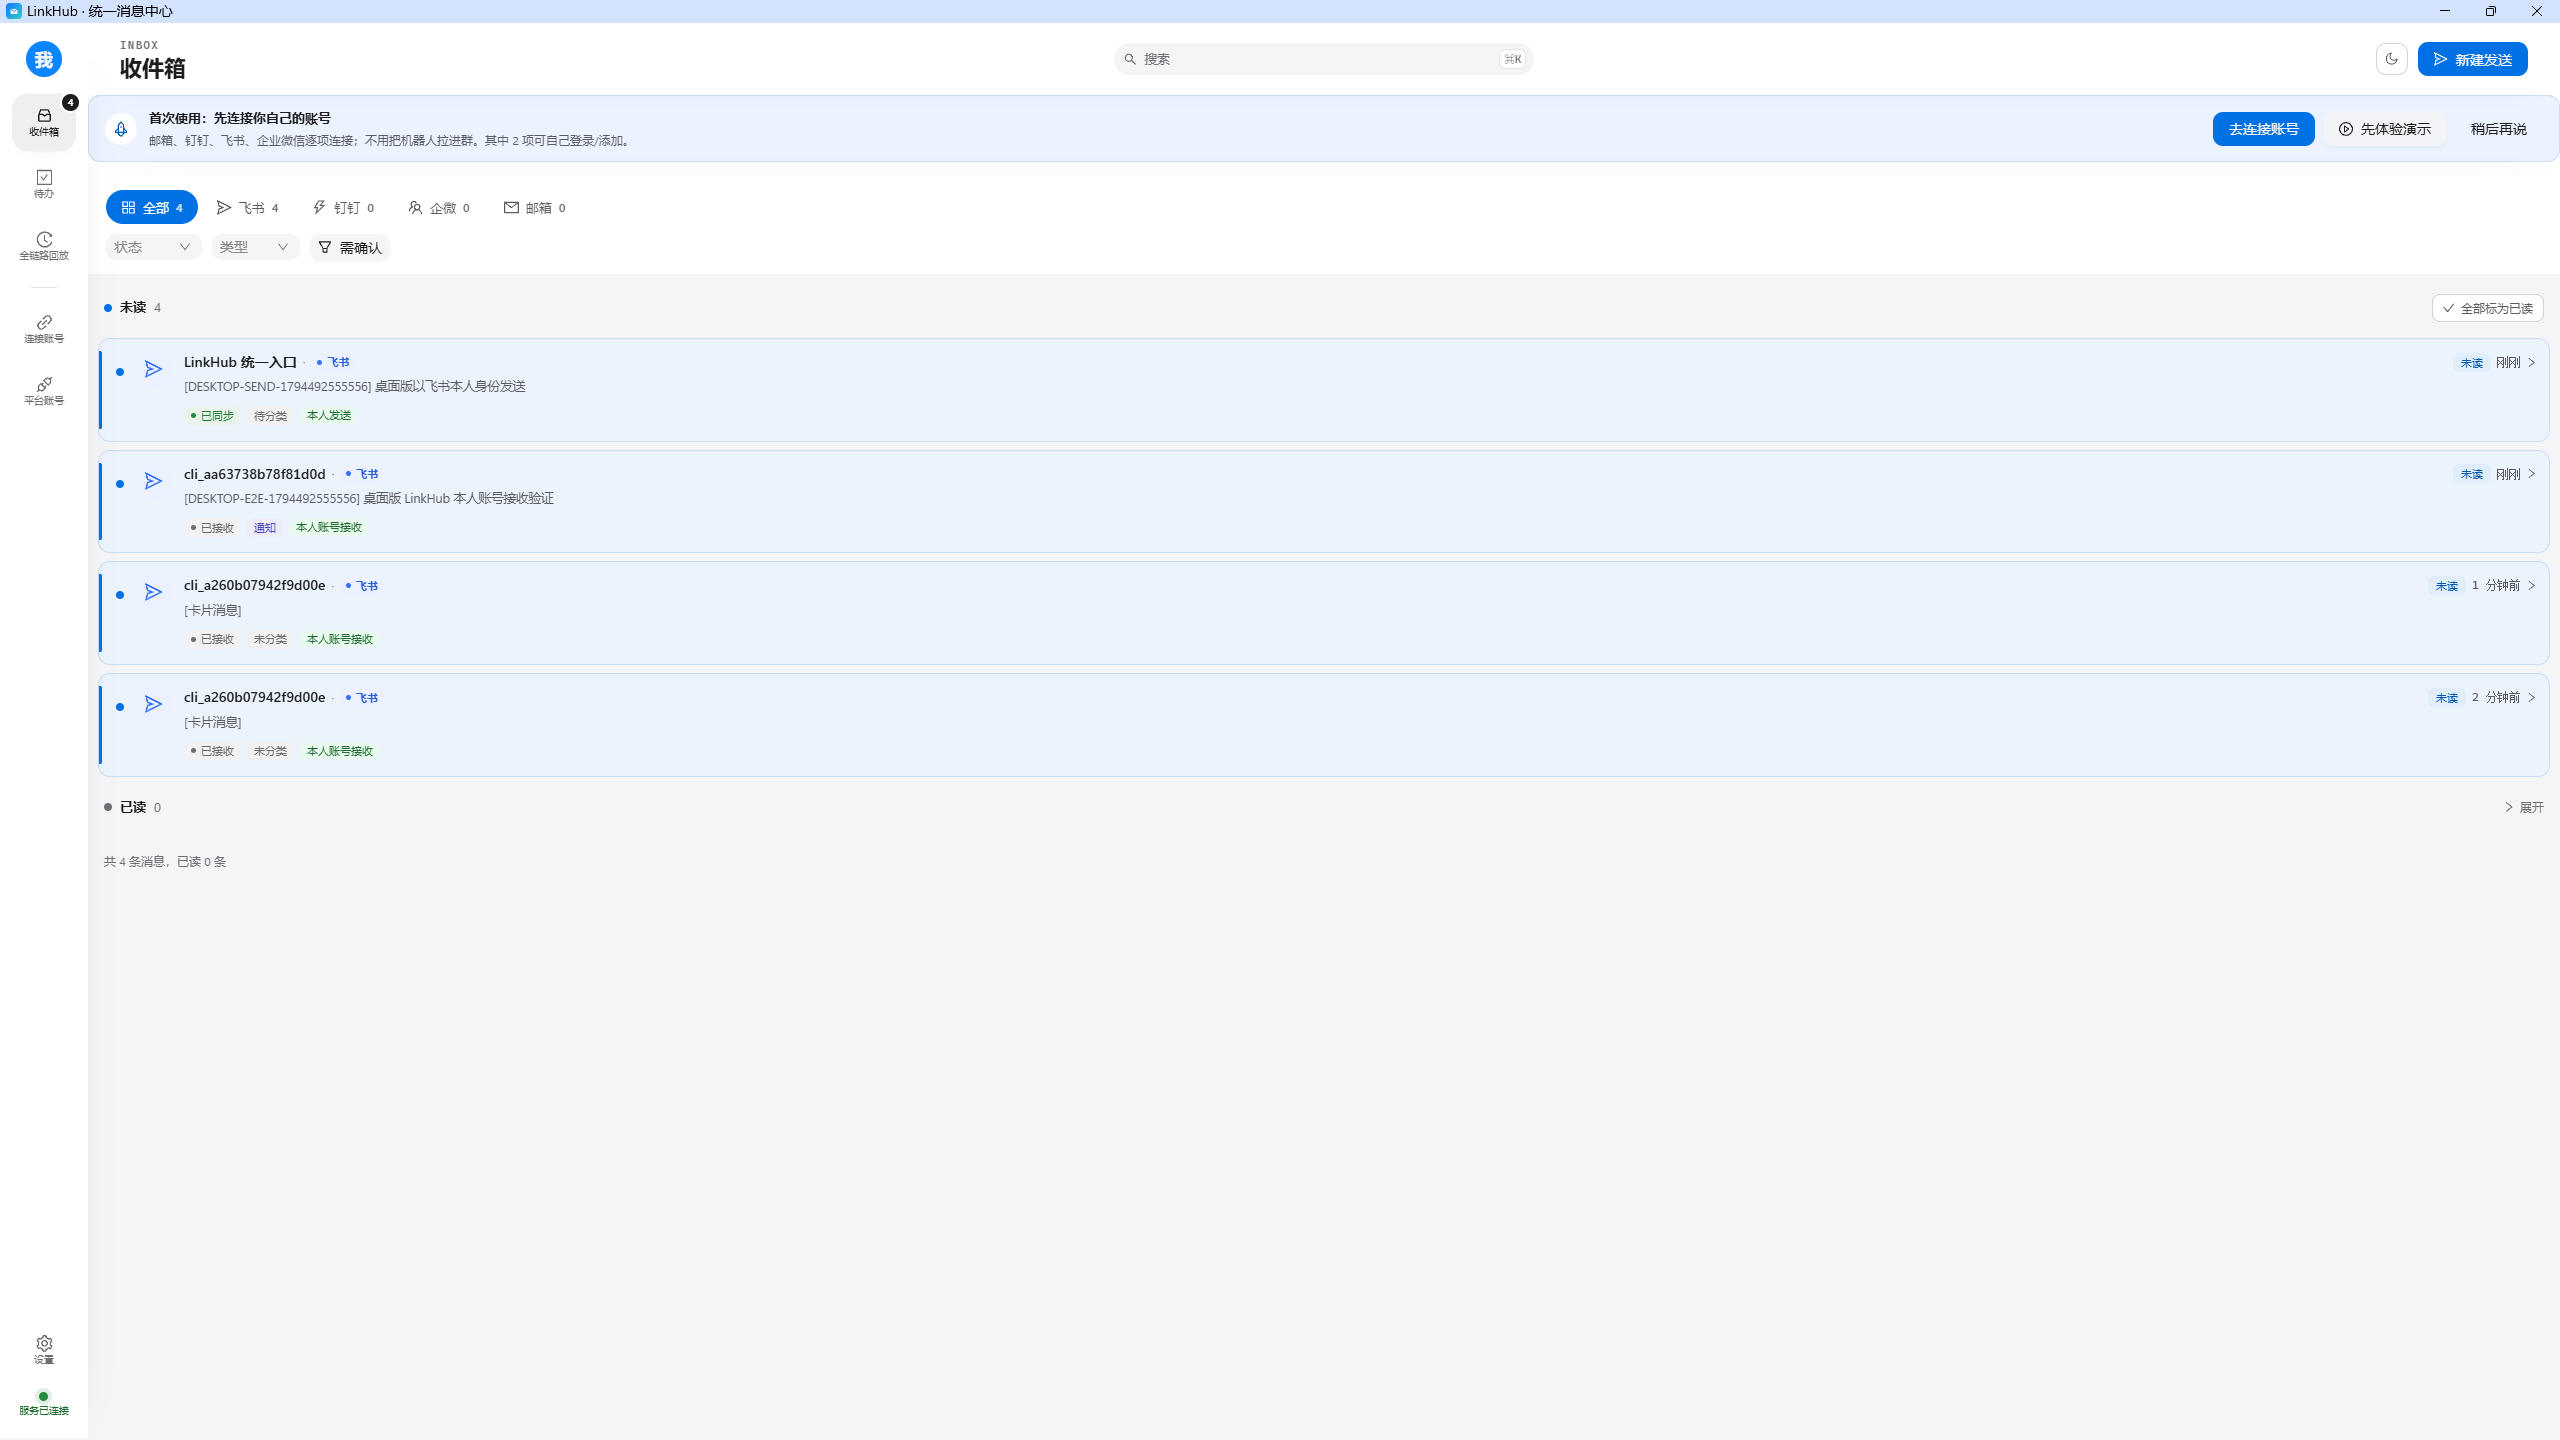 LinkHub · 统一消息中心
我
INBOX
收件箱
搜索
⌘K
新建发送
4
收件箱
待办
全链路回放
连接账号
平台账号
设置
服务已连接
首次使用：先连接你自己的账号
邮箱、钉钉、飞书、企业微信逐项连接；不用把机器人拉进群。其中 2 项可自己登录/添加。
去连接账号
先体验演示
稍后再说
全部 4 飞书 4 钉钉 0 企微 0 邮箱 0
状态 类型 需确认
未读 4
全部标为已读
LinkHub 统一入口 · 飞书
未读 刚刚
[DESKTOP-SEND-1794492555556] 桌面版以飞书本人身份发送
已同步 待分类 本人发送
cli_aa63738b78f81d0d · 飞书
未读 刚刚
[DESKTOP-E2E-1794492555556] 桌面版 LinkHub 本人账号接收验证
已接收 通知 本人账号接收
cli_a260b07942f9d00e · 飞书
未读 1 分钟前
[卡片消息]
已接收 未分类 本人账号接收
cli_a260b07942f9d00e · 飞书
未读 2 分钟前
[卡片消息]
已接收 未分类 本人账号接收
已读 0
展开
共 4 条消息，已读 0 条